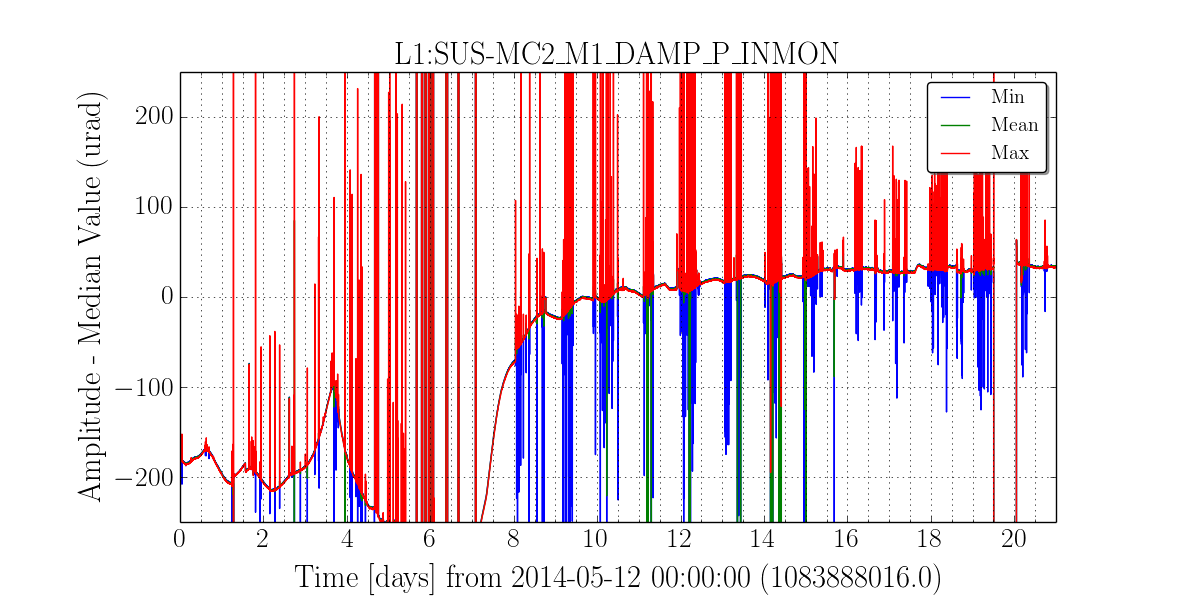 L1:SUS-MC2_M1_DAMP_P_INMON
Amplitude - Median Value (urad)
200
100
0
−100
−200
Min
Mean
Max
0 2 4 6 8 10 12 14 16 18 20
Time [days] from 2014-05-12 00:00:00 (1083888016.0)